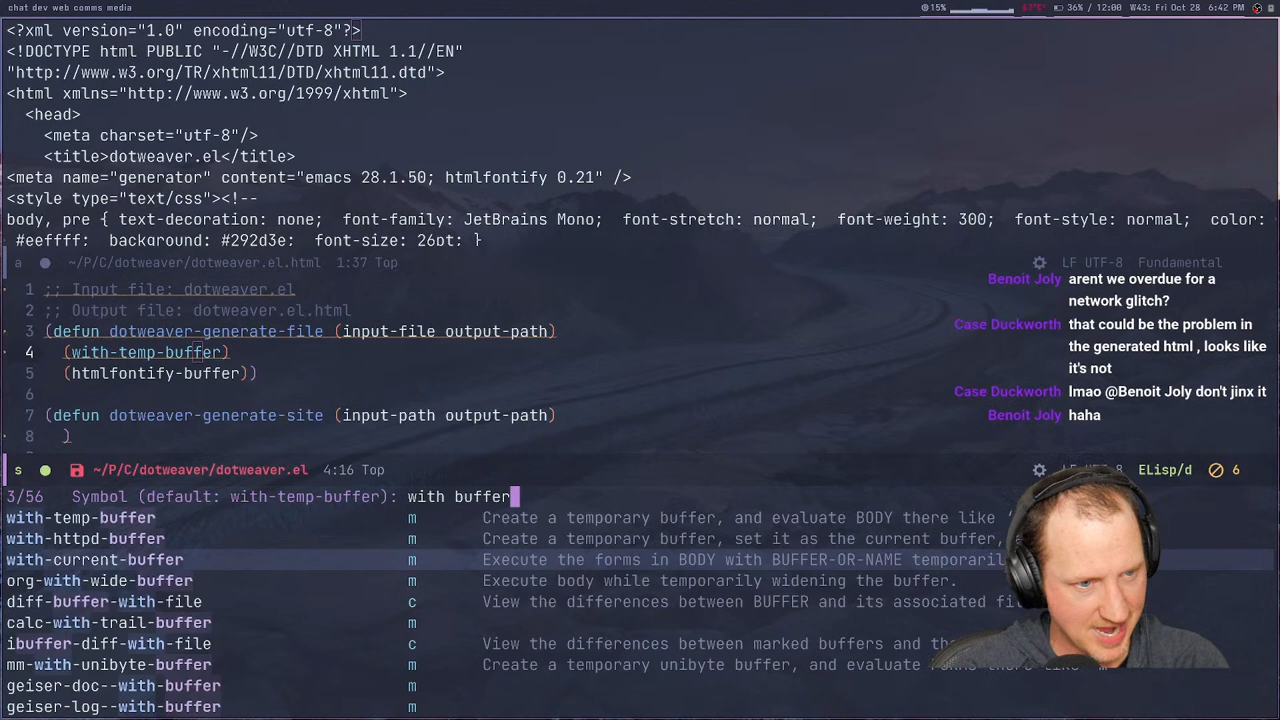 chat dev web comms media
15% 67°C 36% / 12:00 W43: Fri Oct 28 6:42 PM
<?xml version="1.0" encoding="utf-8"?>
<!DOCTYPE html PUBLIC "-//W3C//DTD XHTML 1.1//EN"
"http://www.w3.org/TR/xhtml11/DTD/xhtml11.dtd">
<html xmlns="http://www.w3.org/1999/xhtml">
<head>
<meta charset="utf-8"/>
<title>dotweaver.el</title>
<meta name="generator" content="emacs 28.1.50; htmlfontify 0.21" />
<style type="text/css"><!--
body, pre { text-decoration: none;  font-family: JetBrains Mono;  font-stretch: normal;  font-weight: 300;  font-style: normal;  color:
#eeffff;  background: #292d3e;  font-size: 26pt; }
a ~/P/C/dotweaver/dotweaver.el.html 1:37 Top LF UTF-8 Fundamental
1 ;; Input file: dotweaver.el
2 ;; Output file: dotweaver.el.html
3 (defun dotweaver-generate-file (input-file output-path)
4 (with-temp-buffer)
5 (htmlfontify-buffer))
6
7 (defun dotweaver-generate-site (input-path output-path)
8 )
Benoit Joly arent we overdue for a
network glitch?
Case Duckworth that could be the problem in
the generated html , looks like
it's not
Case Duckworth lmao @Benoit Joly don't jinx it
Benoit Joly haha
s ~/P/C/dotweaver/dotweaver.el 4:16 Top LF UTF-8 ELisp/d 6
3/56 Symbol (default: with-temp-buffer): with buffer
with-temp-buffer m Create a temporary buffer, and evaluate BODY there like
with-httpd-buffer m Create a temporary buffer, set it as the current buffer,
with-current-buffer m Execute the forms in BODY with BUFFER-OR-NAME temporaril
org-with-wide-buffer m Execute body while temporarily widening the buffer.
diff-buffer-with-file c View the differences between BUFFER and its associated fi
calc-with-trail-buffer m
ibuffer-diff-with-file c View the differences between marked buffers and th
mm-with-unibyte-buffer m Create a temporary unibyte buffer, and evaluate
geiser-doc--with-buffer m
geiser-log--with-buffer m